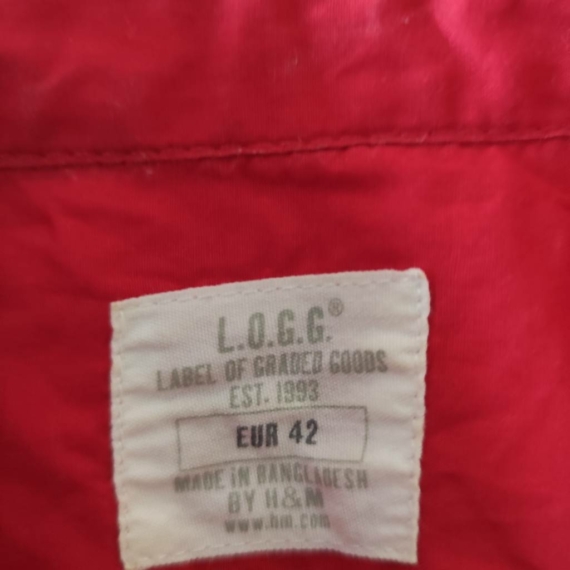 L.O.G.G.®
LABEL OF GRADED GOODS
EST. 1993
EUR 42
MADE IN BANGLADESH
BY H&M
www.hm.com